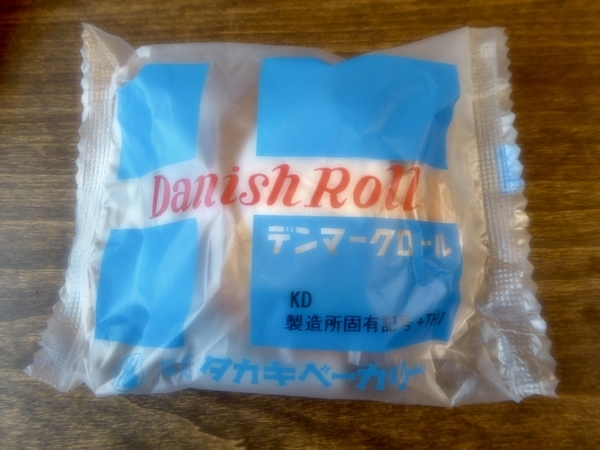 Danish Roll
デンマークロール
KD
製造所固有記号+TH
タカキベーカリー